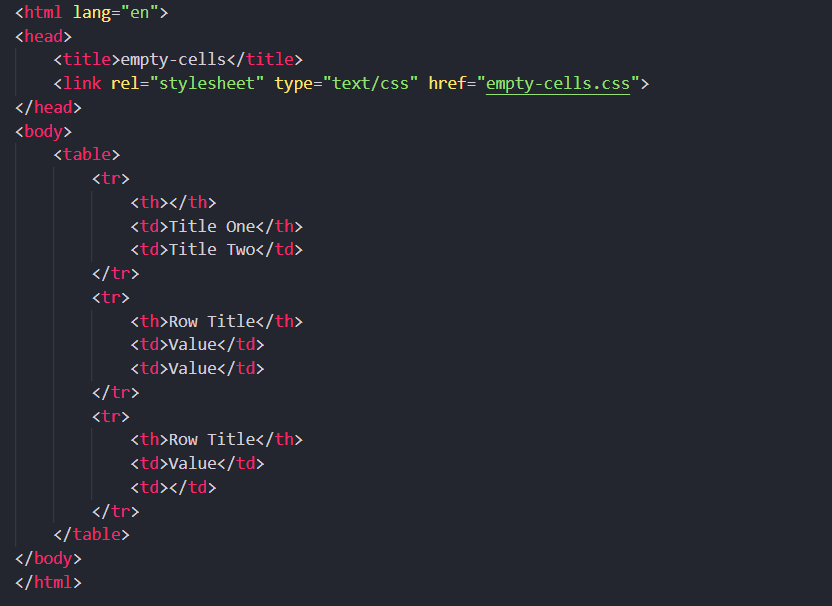 <html lang="en">
<head>
    <title>empty-cells</title>
    <link rel="stylesheet" type="text/css" href="empty-cells.css">
</head>
<body>
    <table>
        <tr>
            <th></th>
            <td>Title One</th>
            <td>Title Two</td>
        </tr>
        <tr>
            <th>Row Title</th>
            <td>Value</td>
            <td>Value</td>
        </tr>
        <tr>
            <th>Row Title</th>
            <td>Value</td>
            <td></td>
        </tr>
    </table>
</body>
</html>